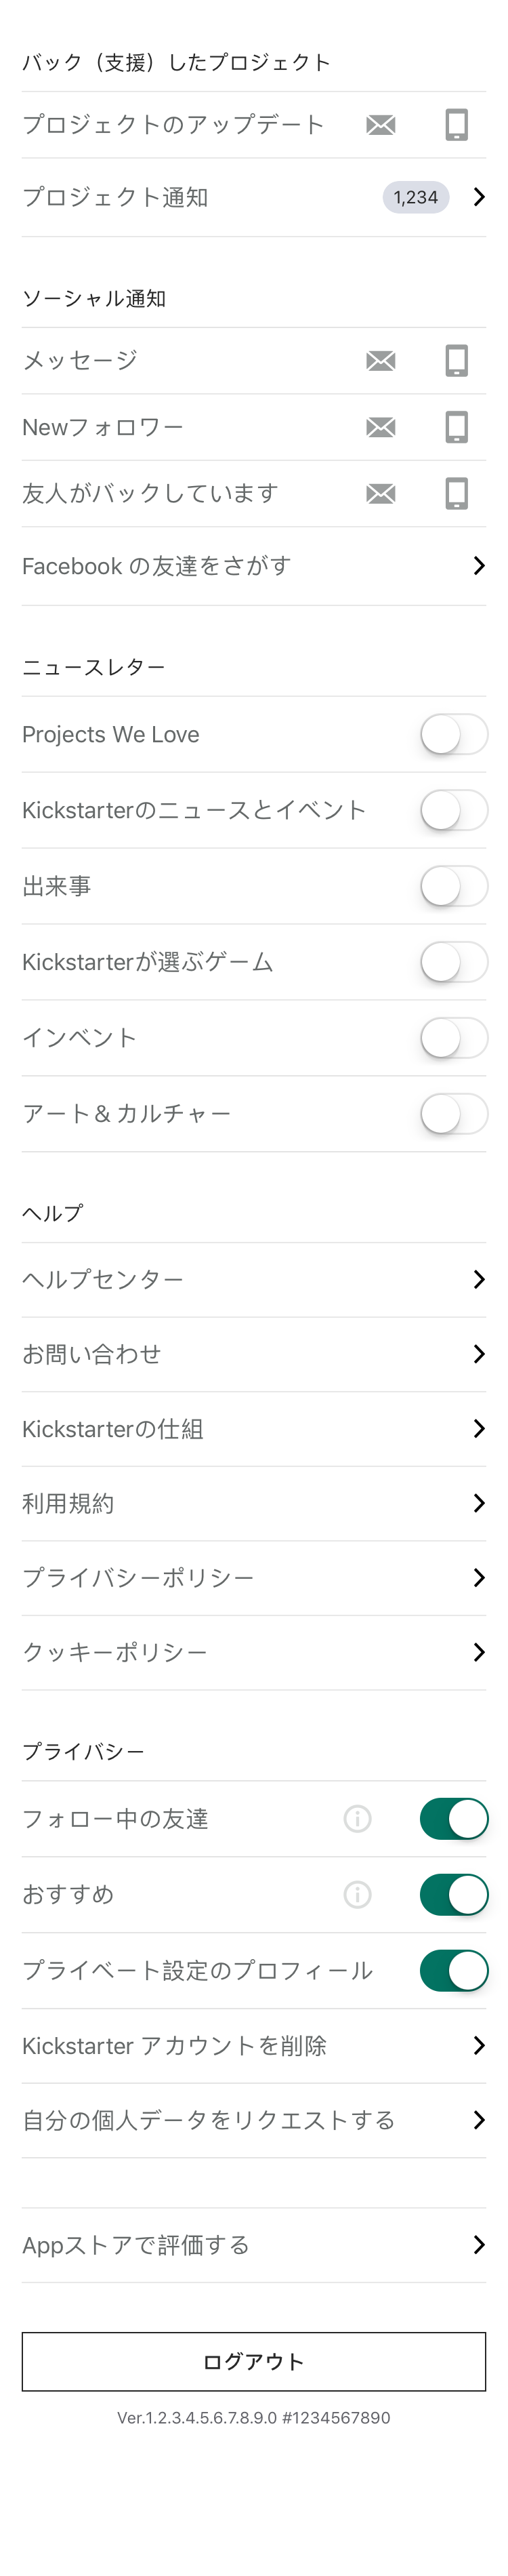 バック（支援）したプロジェクト
プロジェクトのアップデート
プロジェクト通知
1,234
ソーシャル通知
メッセージ
Newフォロワー
友人がバックしています
Facebook の友達をさがす
ニュースレター
Projects We Love
Kickstarterのニュースとイベント
出来事
Kickstarterが選ぶゲーム
インベント
アート& カルチャー
ヘルプ
ヘルプセンター
お問い合わせ
Kickstarterの仕組
利用規約
プライバシーポリシー
クッキーポリシー
プライバシー
フォロー中の友達
おすすめ
プライベート設定のプロフィール
Kickstarter アカウントを削除
自分の個人データをリクエストする
Appストアで評価する
ログアウト
Ver.1.2.3.4.5.6.7.8.9.0 #1234567890